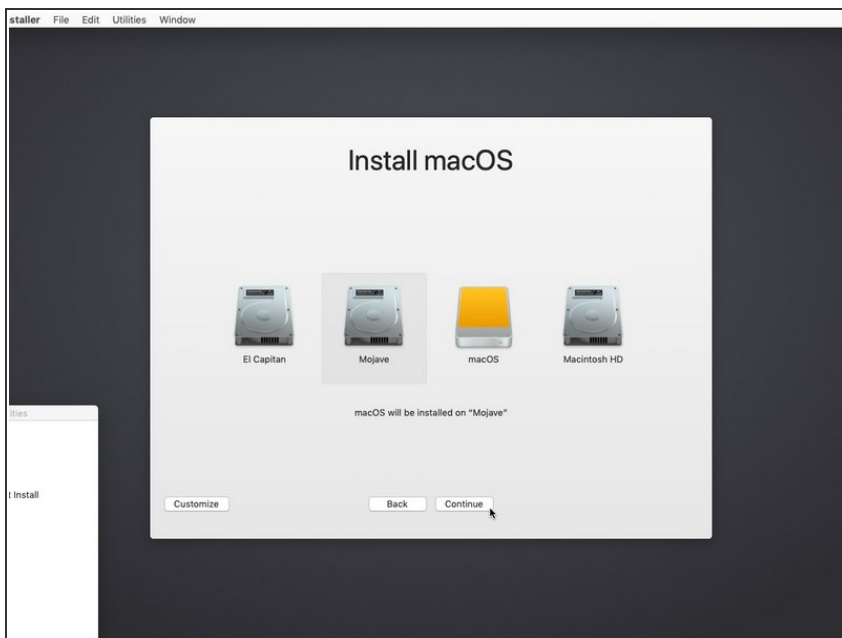 staller File Edit Utilities Window
Install macOS
El Capitan Mojave macOS Macintosh HD
macOS will be installed on “Mojave”
ities
t Install
Customize Back Continue